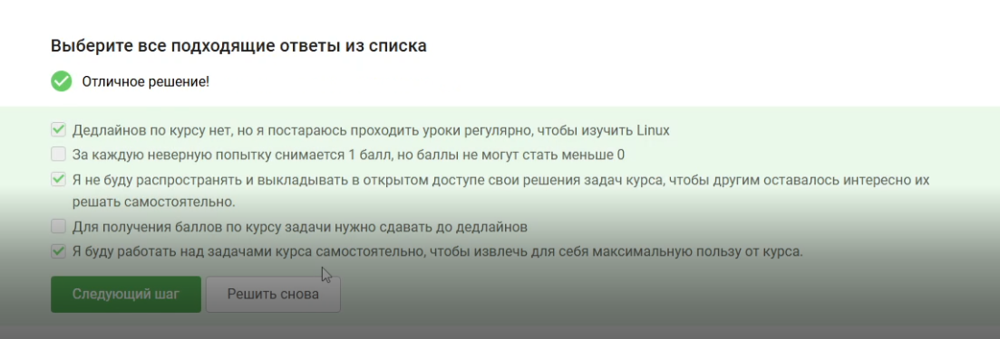 Выберите все подходящие ответы из списка
Отличное решение!
Дедлайнов по курсу нет, но я постараюсь проходить уроки регулярно, чтобы изучить Linux
За каждую неверную попытку снимается 1 балл, но баллы не могут стать меньше 0
Я не буду распространять и выкладывать в открытом доступе свои решения задач курса, чтобы другим оставалось интересно их
решать самостоятельно.
Для получения баллов по курсу задачи нужно сдавать до дедлайнов
Я буду работать над задачами курса самостоятельно, чтобы извлечь для себя максимальную пользу от курса.
Следующий шаг
Решить снова